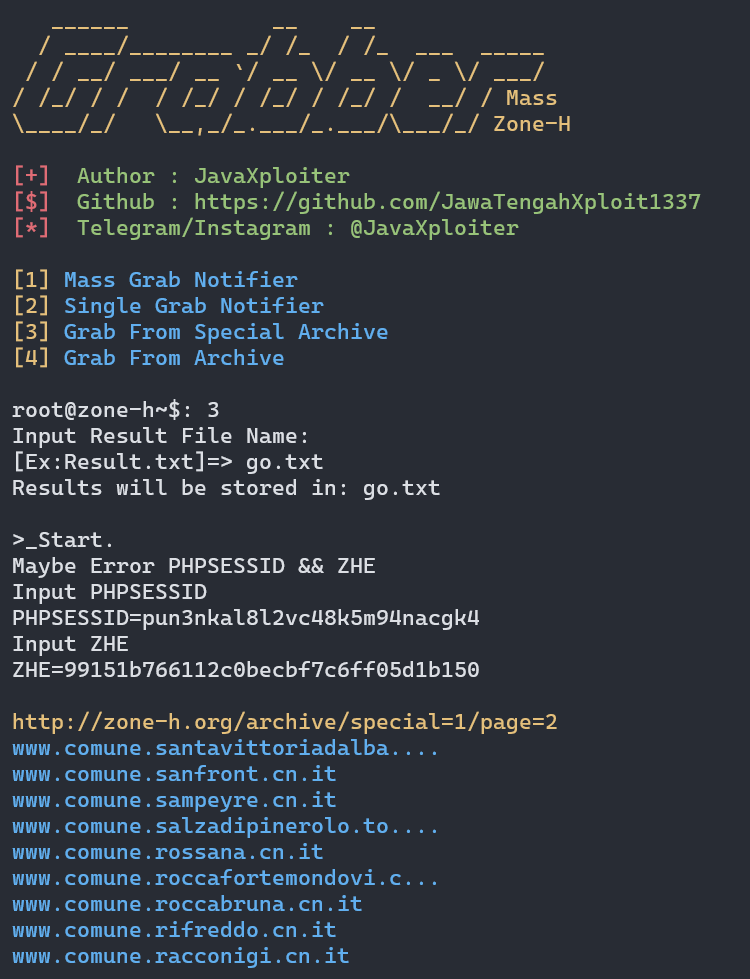 ______           __     __
  / ____/________ _/ /_  / /_  ___  _____
 / / __/ ___/ __ `/ __ \/ __ \/ _ \/ ___/
/ /_/ / /  / /_/ / /_/ / /_/ /  __/ / Mass
\____/_/   \__,_/_.___/_.___/\___/_/ Zone-H
[+]  Author : JavaXploiter
[$]  Github : https://github.com/JawaTengahXploit1337
[*]  Telegram/Instagram : @JavaXploiter
[1] Mass Grab Notifier
[2] Single Grab Notifier
[3] Grab From Special Archive
[4] Grab From Archive
root@zone-h~$: 3
Input Result File Name:
[Ex:Result.txt]=> go.txt
Results will be stored in: go.txt
>_Start.
Maybe Error PHPSESSID && ZHE
Input PHPSESSID
PHPSESSID=pun3nkal8l2vc48k5m94nacgk4
Input ZHE
ZHE=99151b766112c0becbf7c6ff05d1b150
http://zone-h.org/archive/special=1/page=2
www.comune.santavittoriadalba....
www.comune.sanfront.cn.it
www.comune.sampeyre.cn.it
www.comune.salzadipinerolo.to....
www.comune.rossana.cn.it
www.comune.roccafortemondovi.c...
www.comune.roccabruna.cn.it
www.comune.rifreddo.cn.it
www.comune.racconigi.cn.it